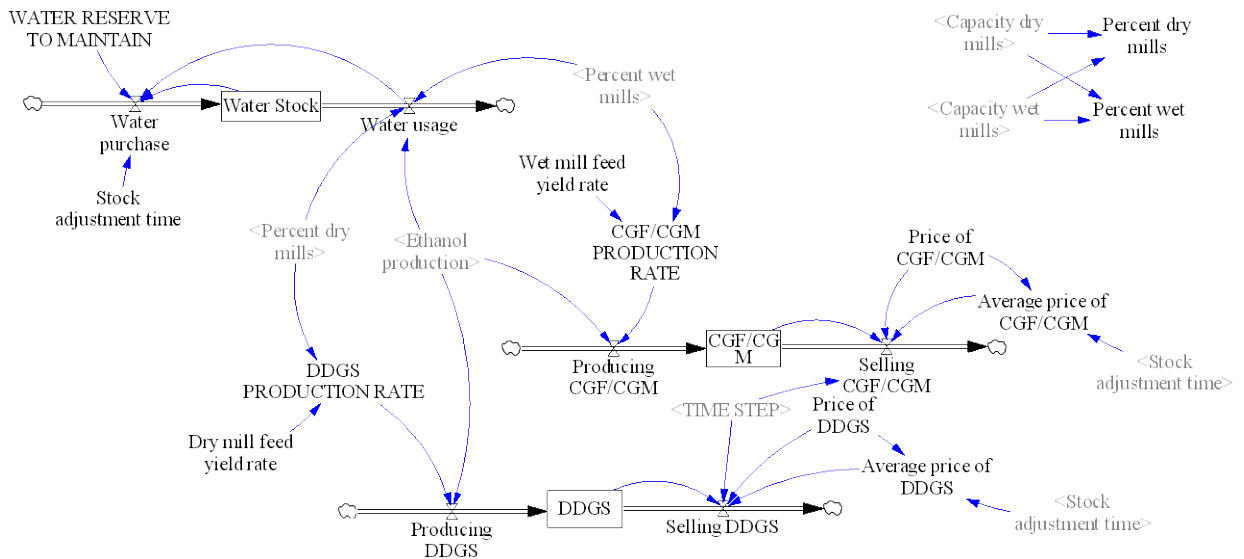 WATER RESERVE
TO MAINTAIN
Water Stock
Water
purchase
Water usage
Stock
adjustment time
<Percent wet
mills>
<Capacity dry
mills>
Percent dry
mills
<Capacity wet
mills>
Percent wet
mills
Wet mill feed
yield rate
<Percent dry
mills>
<Ethanol
production>
CGF/CGM
PRODUCTION
RATE
Price of
CGF/CGM
Average price of
CGF/CGM
CGF/CG
M
Producing
CGF/CGM
Selling
CGF/CGM
<Stock
adjustment time>
DDGS
PRODUCTION RATE
<TIME STEP>
Price of
DDGS
Dry mill feed
yield rate
Average price of
DDGS
DDGS
Producing
DDGS
Selling DDGS
<Stock
adjustment time>